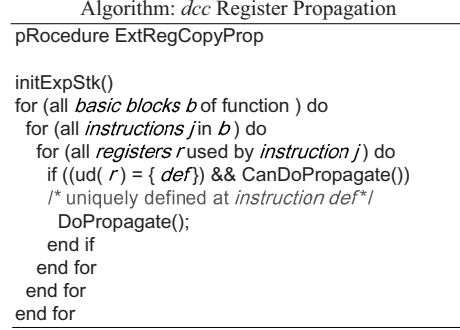 Algorithm: dcc Register Propagation
pRocedure ExtRegCopyProp
initExpStk()
for (all basic blocks b of function ) do
for (all instructions j in b ) do
for (all registers r used by instruction j ) do
if ((ud( r ) = { def }) && CanDoPropagate())
/* uniquely defined at instruction def */
DoPropagate();
end if
end for
end for
end for